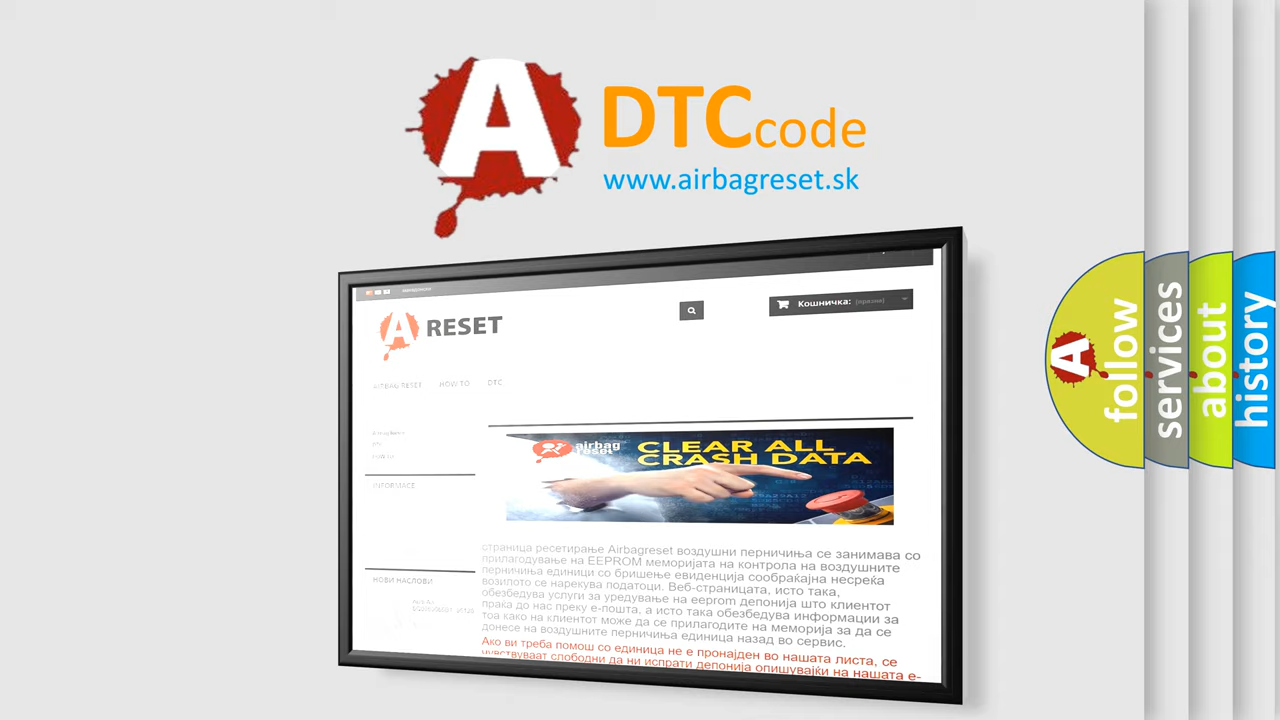 A DTC code
www.airbagreset.sk
A RESET
Кошничка: (празни)
AIRBAG RESET HOW TO DTC
INFORMACE
НОВИ НАСЛОВИ
airbag reset
CLEAR ALL
CRASH DATA
страница ресетирање Airbagreset воздушни перничиња се занимава со
прилагодување на EEPROM меморијата на контрола на воздушните
перничиња единици со бришење евиденција сообраќајна несреќа
возилото се нарекува податоци. Веб-страницата, исто така,
обезбедува услуги за уредување на eeprom депонија што клиентот
праќа до нас преку е-пошта, а исто така обезбедува информации за
тоа како на клиентот може да се прилагодите на меморија за да се
донесе на воздушните перничиња единица назад во сервис.
Ако ви треба помош со единица не е пронајден во нашата листа, се
чувствуваат слободни да ни испрати депонија опишувајќи на нашата е-
A
follow
services
about
history